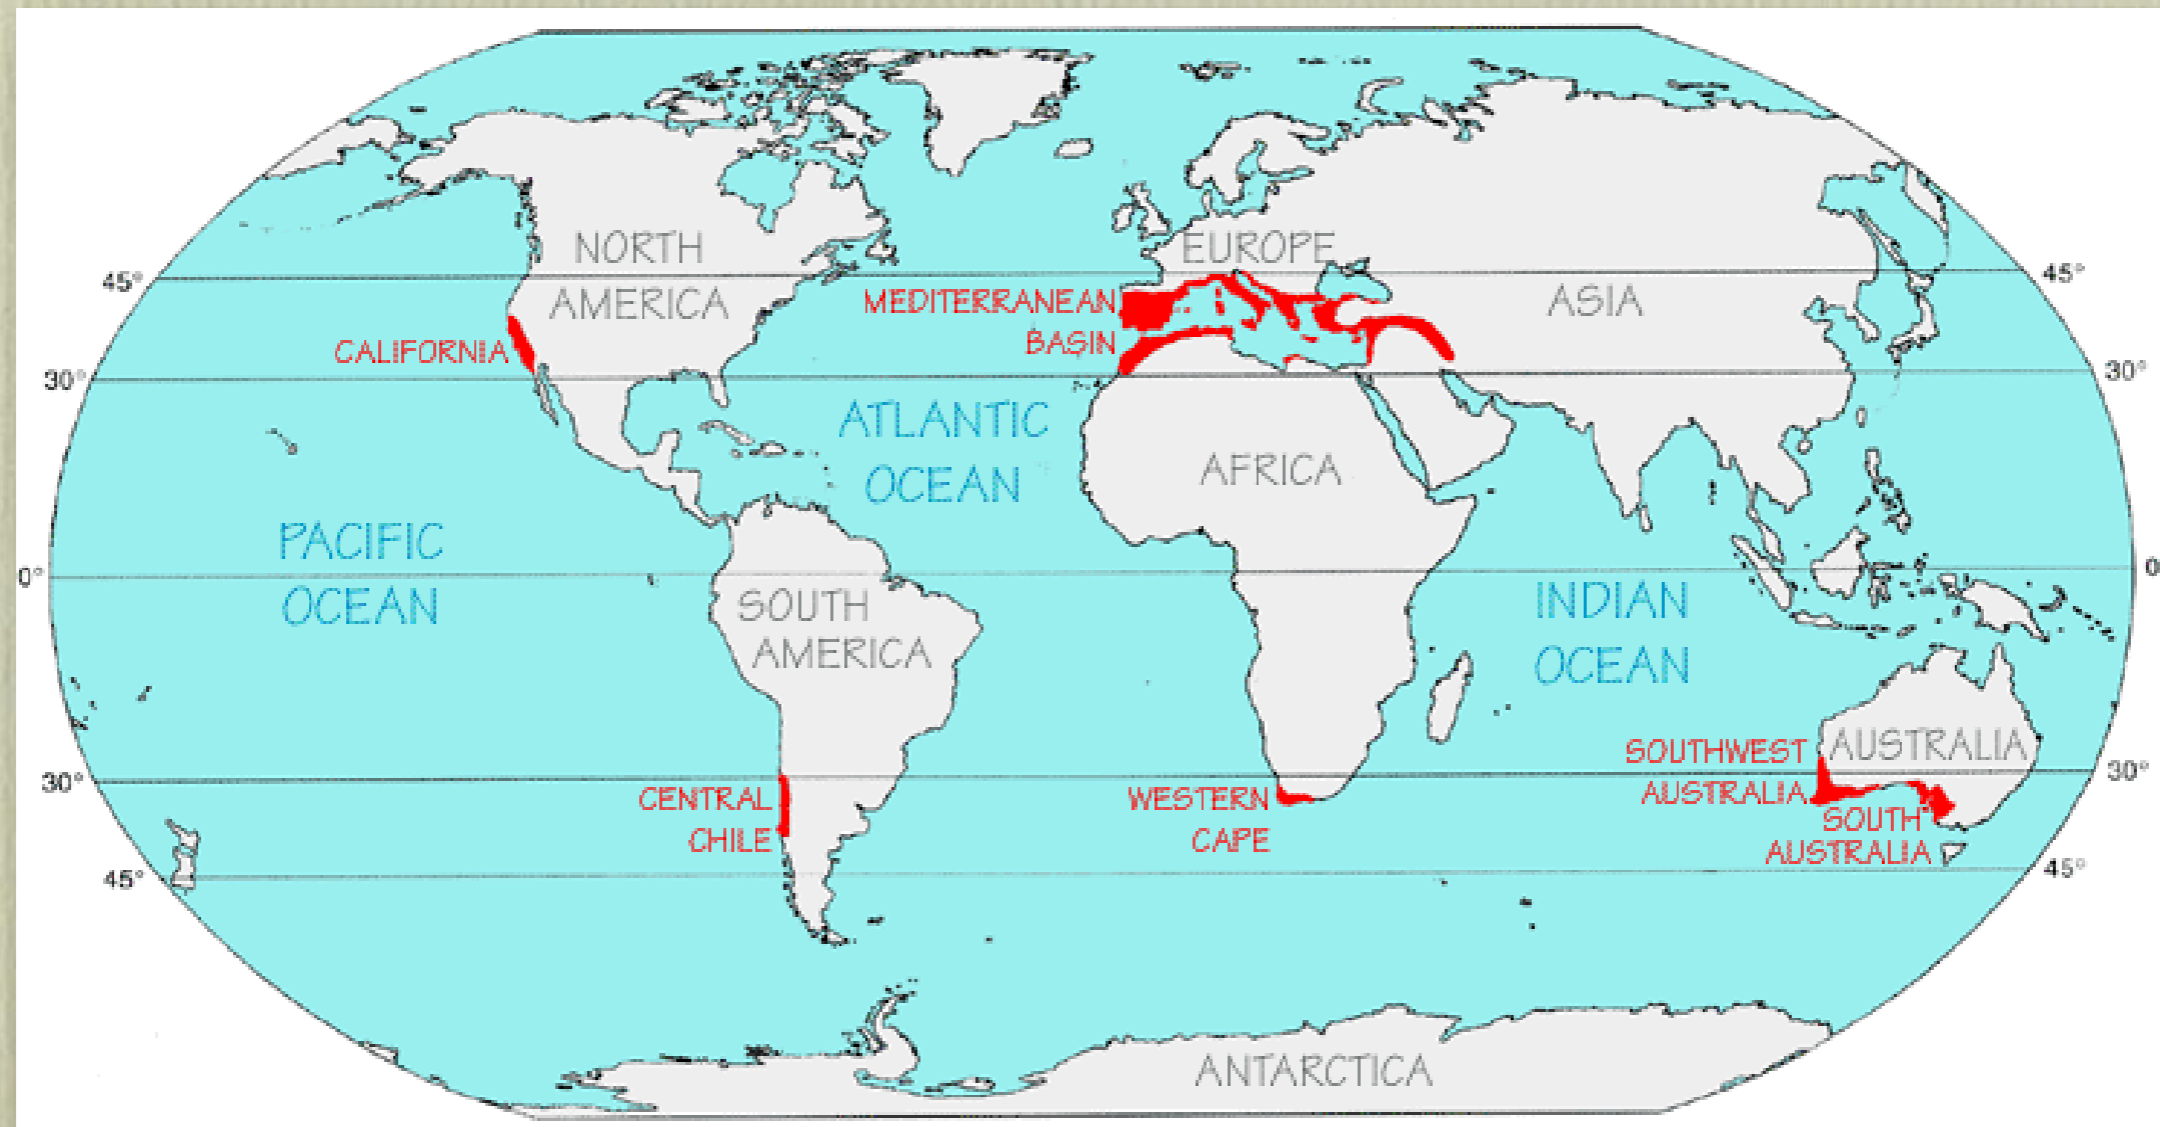 NORTH
AMERICA
EUROPE
ASIA
45°
45°
MEDITERRANEAN
BASIN
CALIFORNIA
30°
30°
ATLANTIC
OCEAN
AFRICA
PACIFIC
OCEAN
0°
0
SOUTH
AMERICA
INDIAN
OCEAN
AUSTRALIA
SOUTHWEST
AUSTRALIA
30°
30°
CENTRAL
CHILE
WESTERN
CAPE
SOUTH
AUSTRALIA
45°
45°
ANTARCTICA